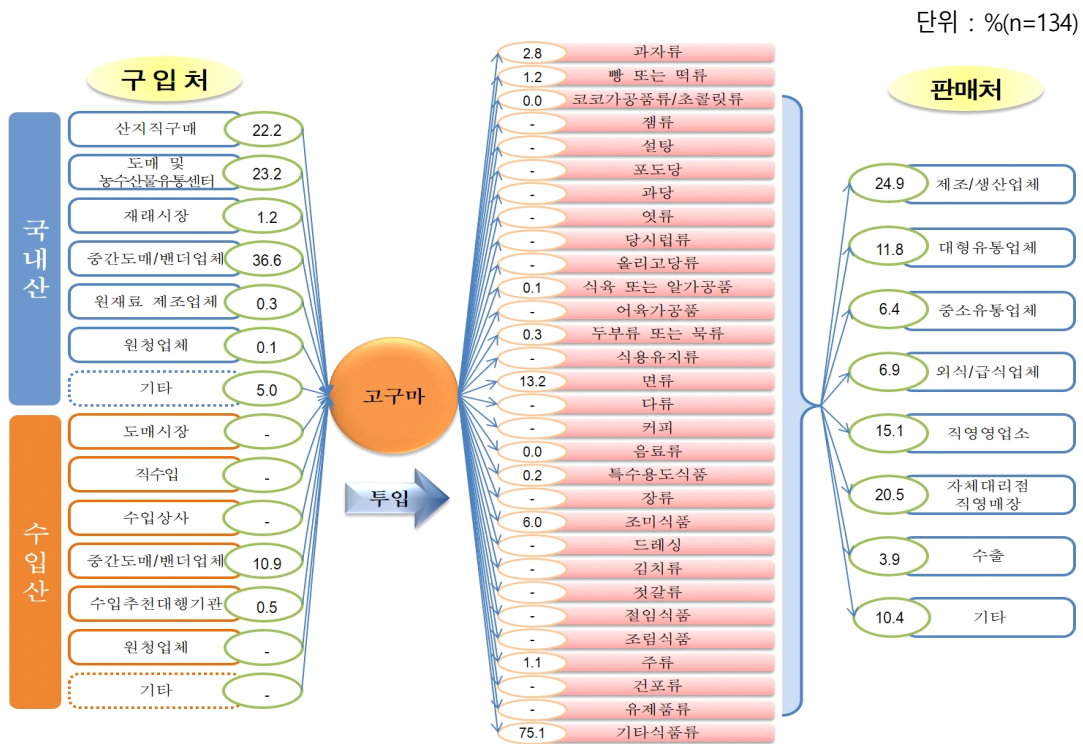 단위 : %(n=134)
구입처
국내산
산지직구매 22.2
도매 및
농수산물유통센터 23.2
재래시장 1.2
중간도매/밴더업체 36.6
원재료 제조업체 0.3
원청업체 0.1
기타 5.0
수입산
도매시장 -
직수입 -
수입상사 -
중간도매/밴더업체 10.9
수입추천대행기관 0.5
원청업체 -
기타 -
고구마
투입
2.8 과자류
1.2 빵 또는 떡류
0.0 코코가공품류/초콜릿류
- 잼류
- 설탕
- 포도당
- 과당
- 엿류
- 당시럽류
- 올리고당류
0.1 식육 또는 알가공품
- 어육가공품
0.3 두부류 또는 묵류
- 식용유지류
13.2 면류
- 다류
- 커피
0.0 음료류
0.2 특수용도식품
- 장류
6.0 조미식품
- 드레싱
- 김치류
- 젓갈류
- 절임식품
- 조림식품
1.1 주류
- 건포류
- 유제품류
75.1 기타식품류
판매처
24.9 제조/생산업체
11.8 대형유통업체
6.4 중소유통업체
6.9 외식/급식업체
15.1 직영영업소
20.5 자체대리점
직영매장
3.9 수출
10.4 기타